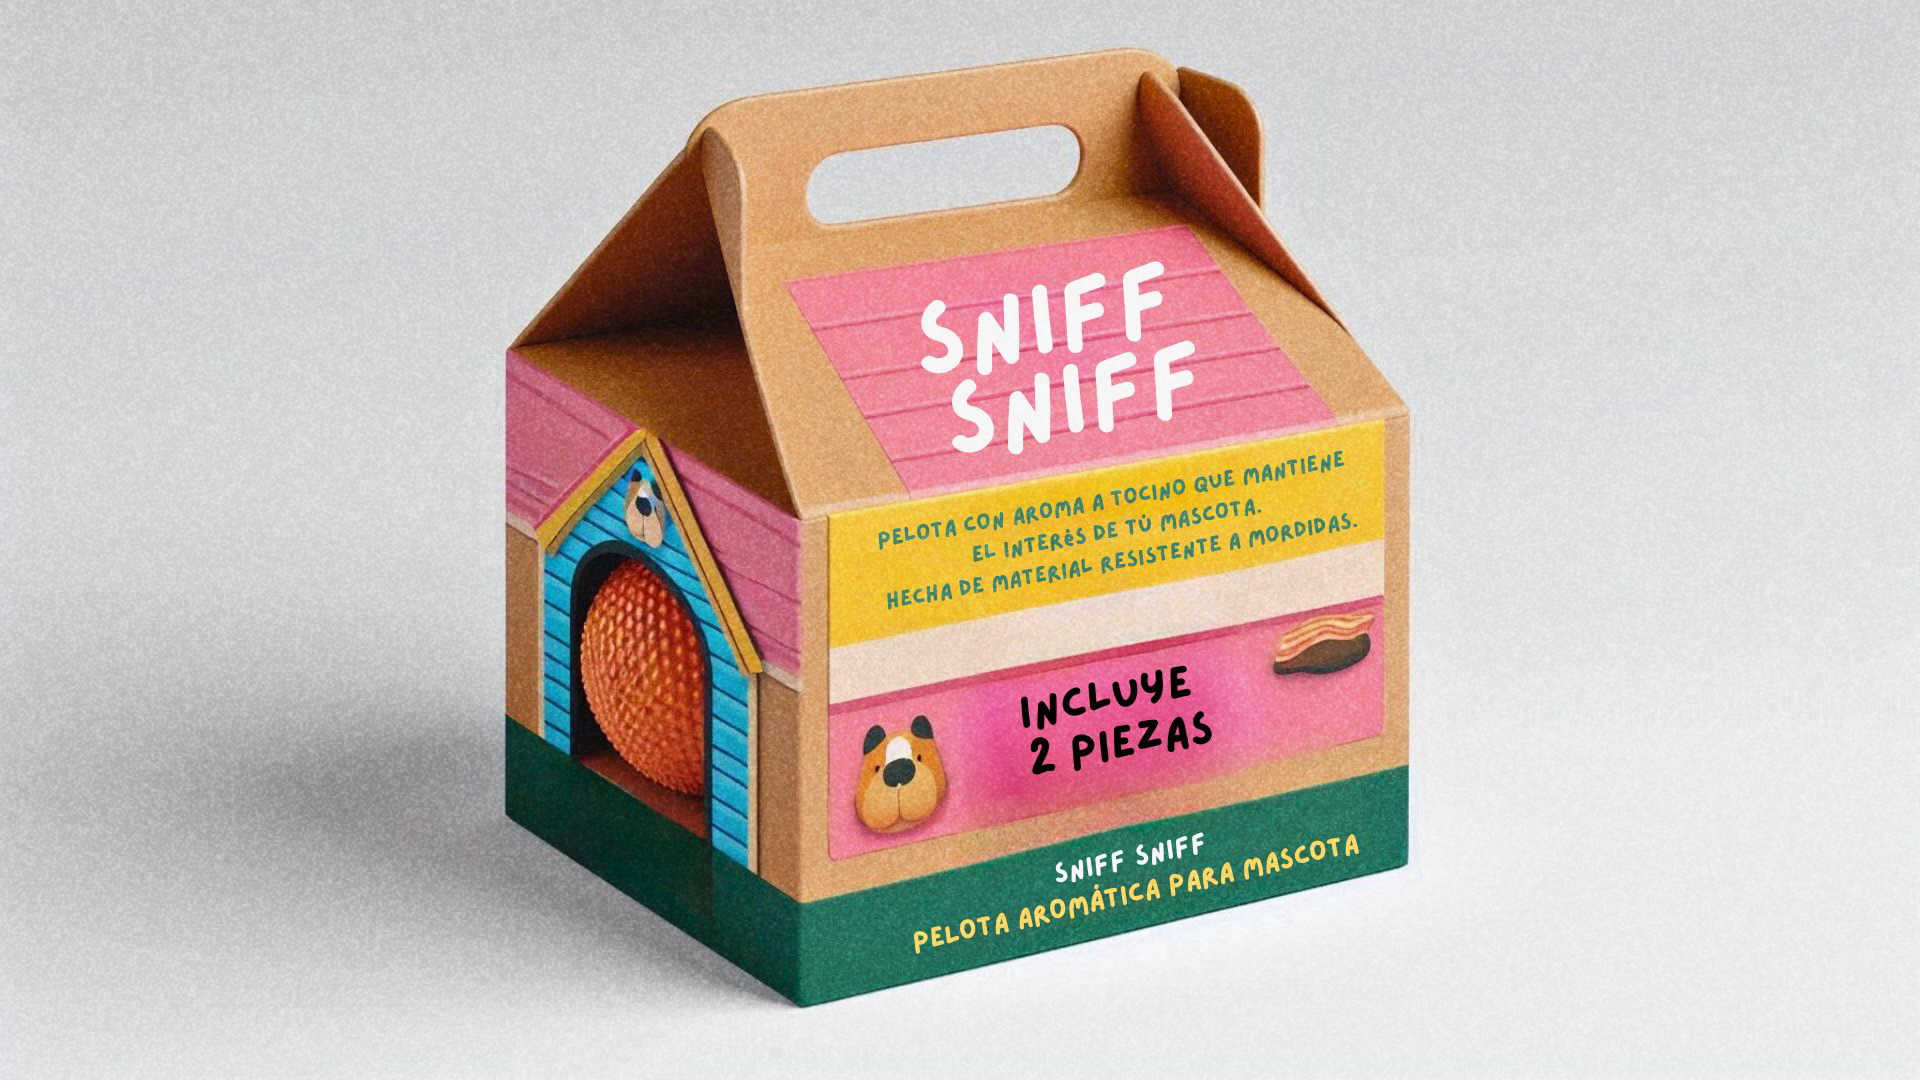 SNIFF
SNIFF
PELOTA CON AROMA A TOCINO QUE MANTIENE
EL INTERéS DE TÚ MASCOTA.
HECHA DE MATERIAL RESISTENTE A MORDIDAS.
INCLUYE
2 PIEZAS
SNIFF SNIFF
PELOTA AROMÁTICA PARA MASCOTA